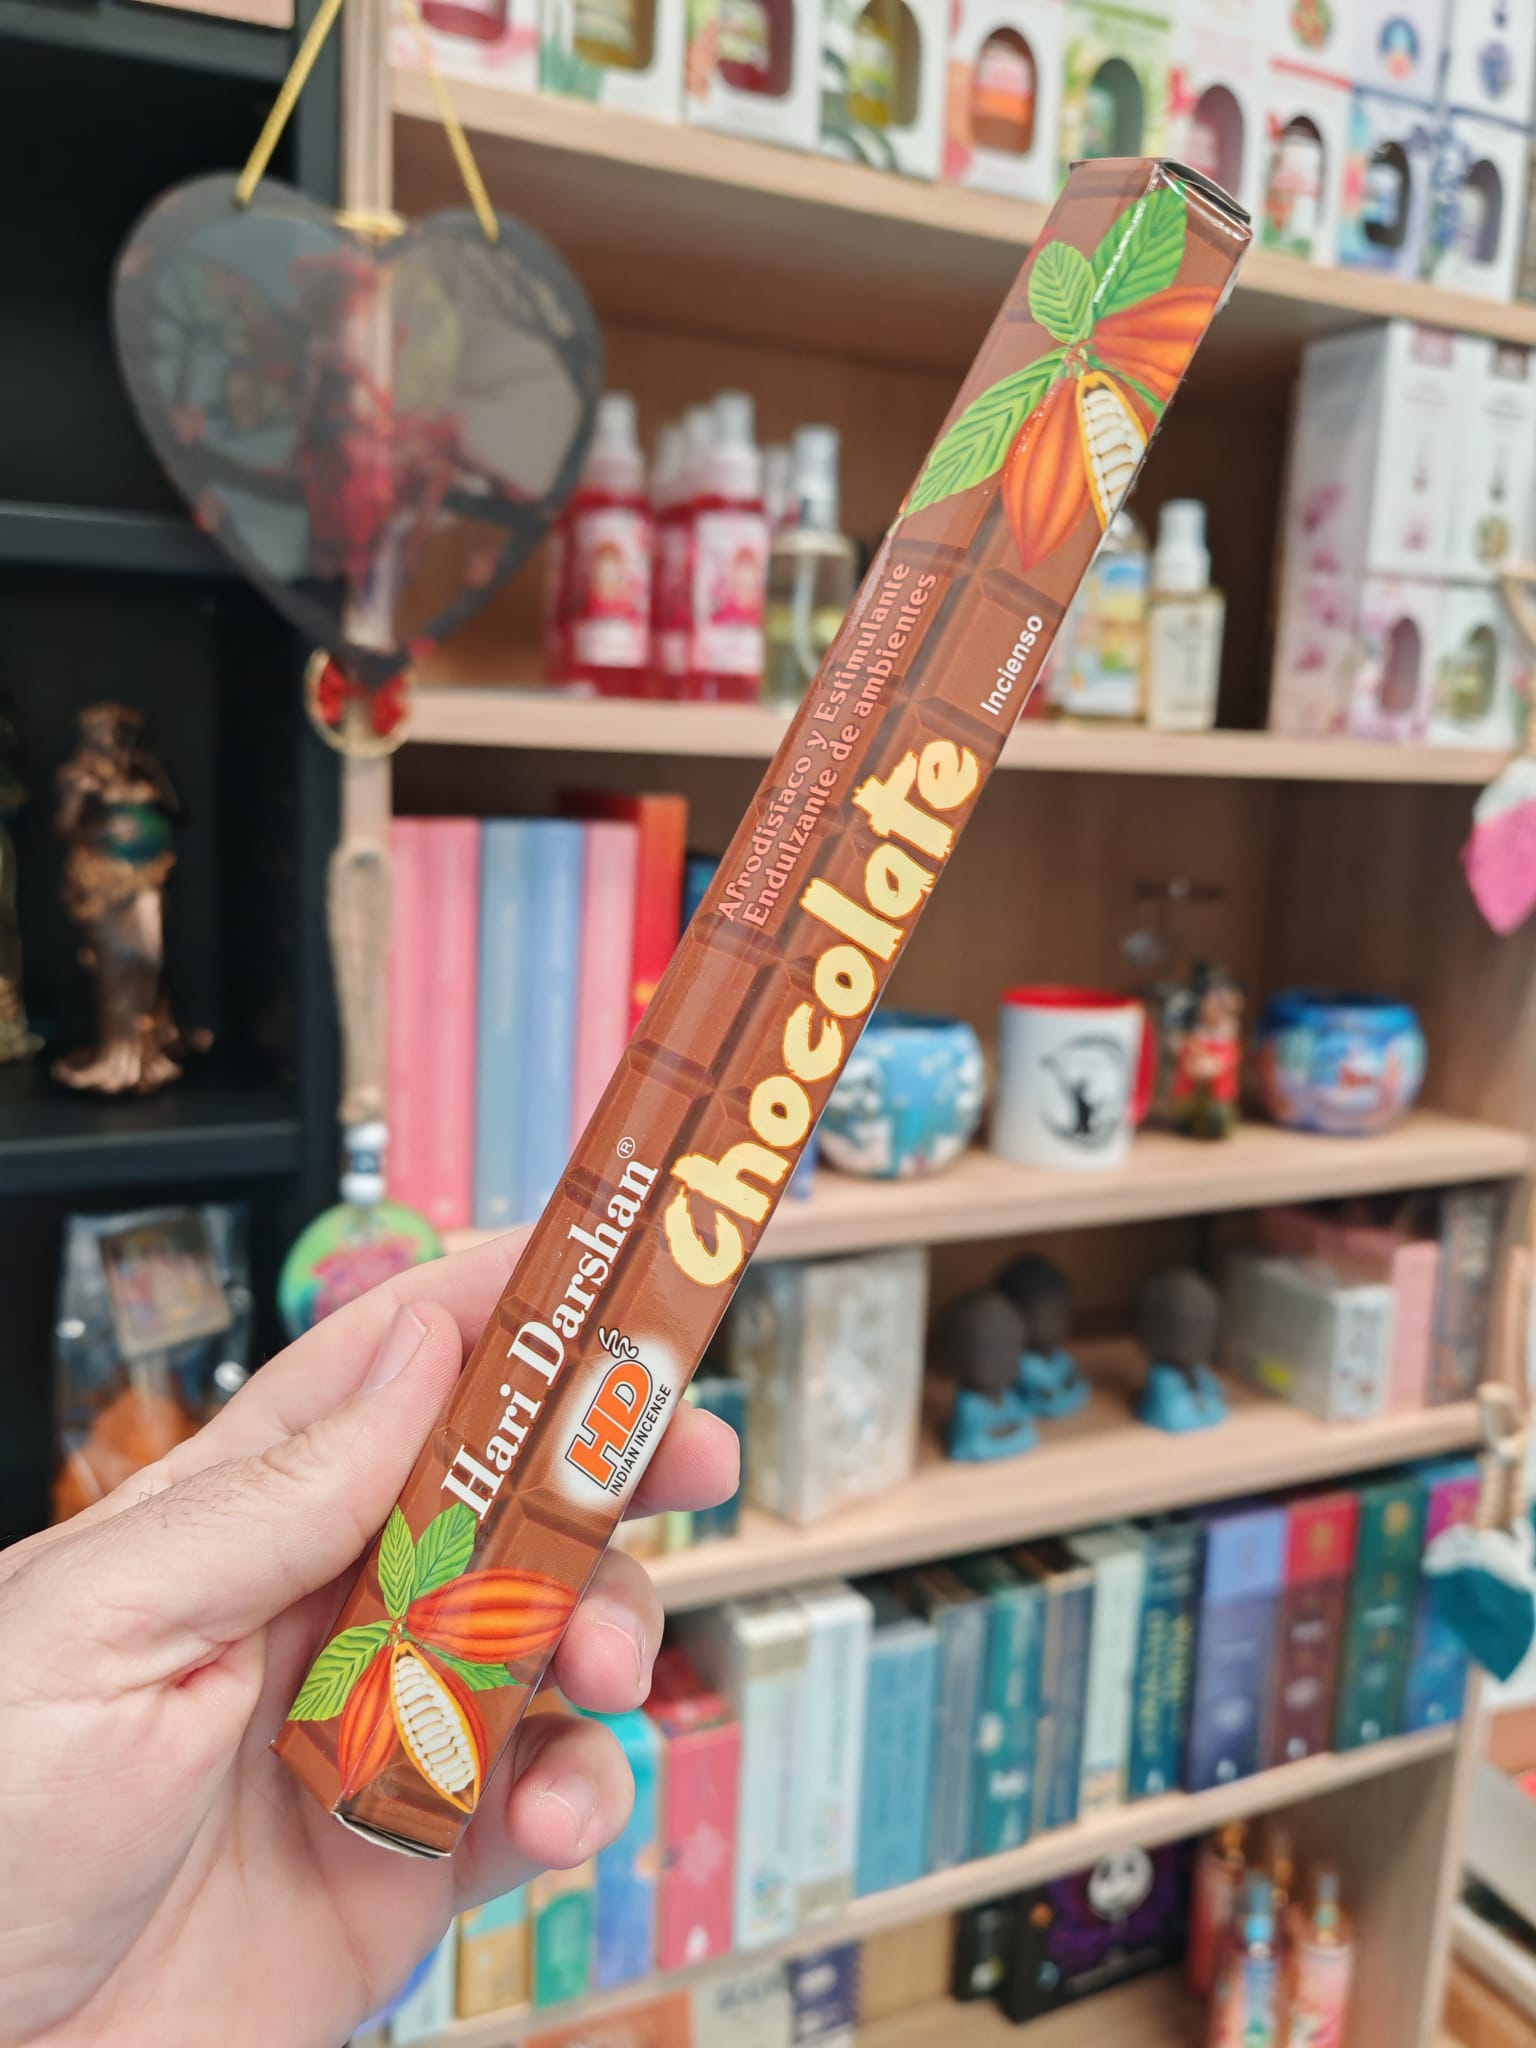 Hari Darshan®
HD
INDIAN INCENSE
Chocolate
Afrodisíaco y Estimulante
Endulzante de ambientes
Incienso